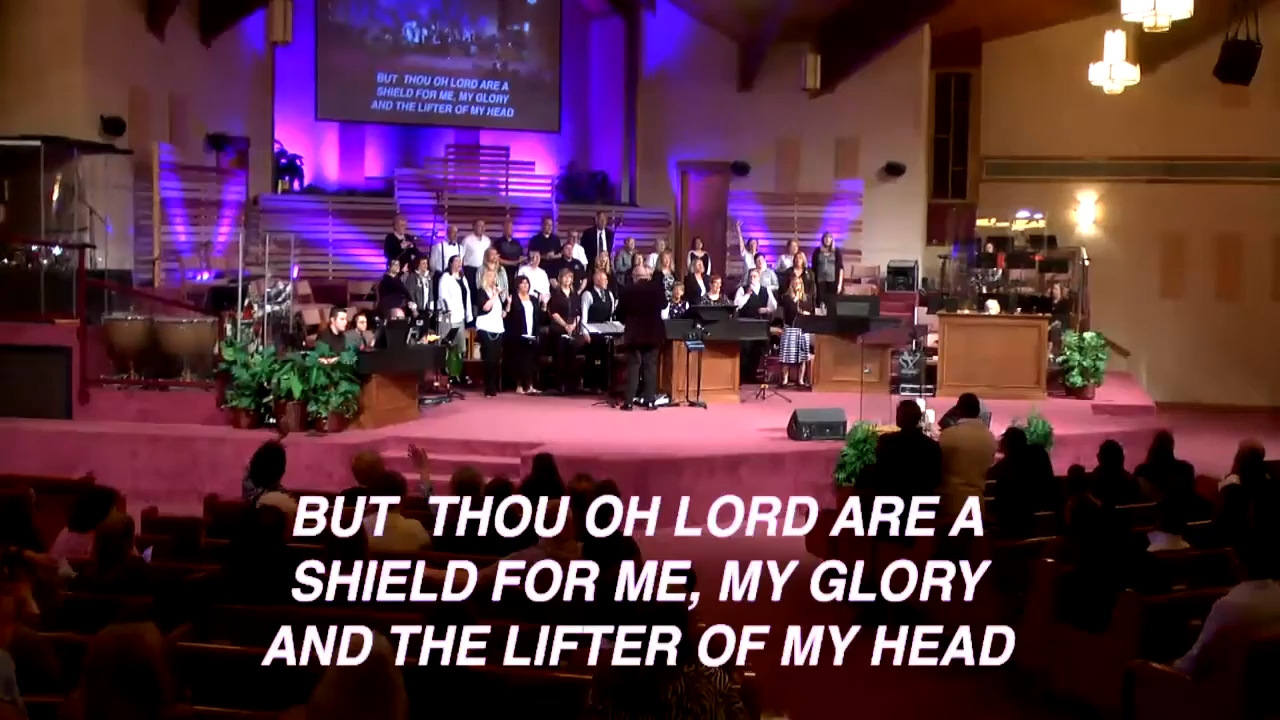 BUT THOU OH LORD ARE A
SHIELD FOR ME, MY GLORY
AND THE LIFTER OF MY HEAD
BUT THOU OH LORD ARE A
SHIELD FOR ME, MY GLORY
AND THE LIFTER OF MY HEAD